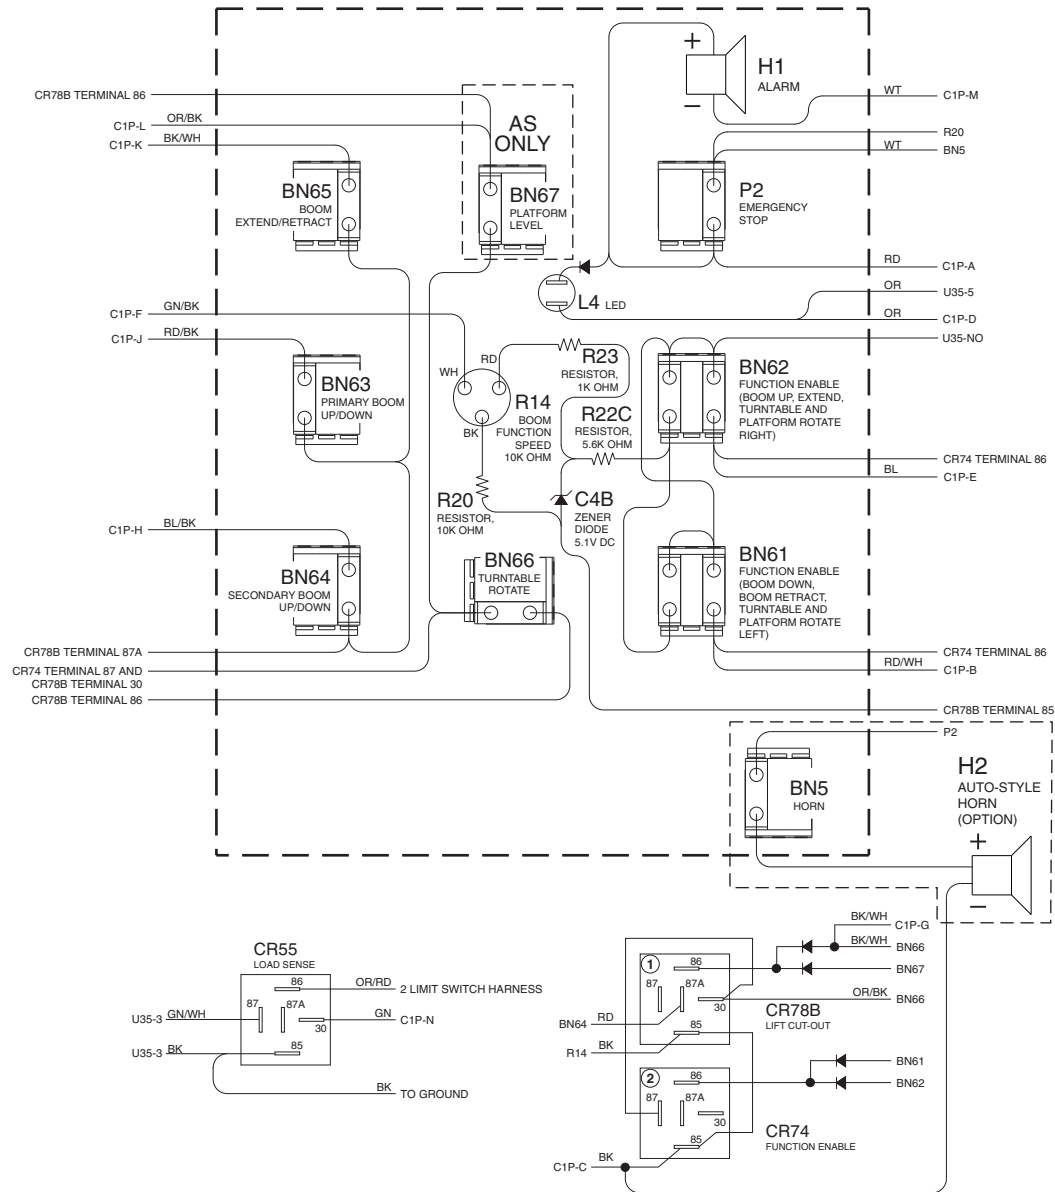 CR78B TERMINAL 86
OR/BK
C1P-L
BK/WH
C1P-K
AS
ONLY
+
–
H1
ALARM
WT
C1P-M
R20
WT
BN5
BN65
BOOM
EXTEND/RETRACT
BN67
PLATFORM
LEVEL
P2
EMERGENCY
STOP
RD
C1P-A
OR
U35-5
L4 LED
OR
C1P-D
GN/BK
C1P-F
RD/BK
C1P-J
U35-NO
WH
RD
BK
R14
BOOM
FUNCTION
SPEED
10K OHM
R23
RESISTOR,
1K OHM
R22C
RESISTOR,
5.6K OHM
BN63
PRIMARY BOOM
UP/DOWN
BN62
FUNCTION ENABLE
(BOOM UP, EXTEND,
TURNTABLE AND
PLATFORM ROTATE
RIGHT)
CR74 TERMINAL 86
BL
C1P-E
R20
RESISTOR,
10K OHM
C4B
ZENER
DIODE
5.1V DC
BL/BK
C1P-H
BN64
SECONDARY BOOM
UP/DOWN
BN66
TURNTABLE
ROTATE
BN61
FUNCTION ENABLE
(BOOM DOWN,
BOOM RETRACT,
TURNTABLE AND
PLATFORM ROTATE
LEFT)
CR78B TERMINAL 87A
CR74 TERMINAL 87 AND
CR78B TERMINAL 30
CR78B TERMINAL 86
CR74 TERMINAL 86
RD/WH
C1P-B
CR78B TERMINAL 85
P2
BN5
HORN
H2
AUTO-STYLE
HORN
(OPTION)
+
–
CR55
LOAD SENSE
86
87
87A
30
85
OR/RD
2 LIMIT SWITCH HARNESS
U35-3
GN/WH
GN
C1P-N
U35-3
BK
BK
TO GROUND
BK/WH
C1P-G
BK/WH
BN66
BN67
OR/BK
BN66
1
86
87
87A
30
85
CR78B
LIFT CUT-OUT
BN64
RD
R14
BK
2
86
87
87A
30
85
BN61
BN62
CR74
FUNCTION ENABLE
C1P-C
BK